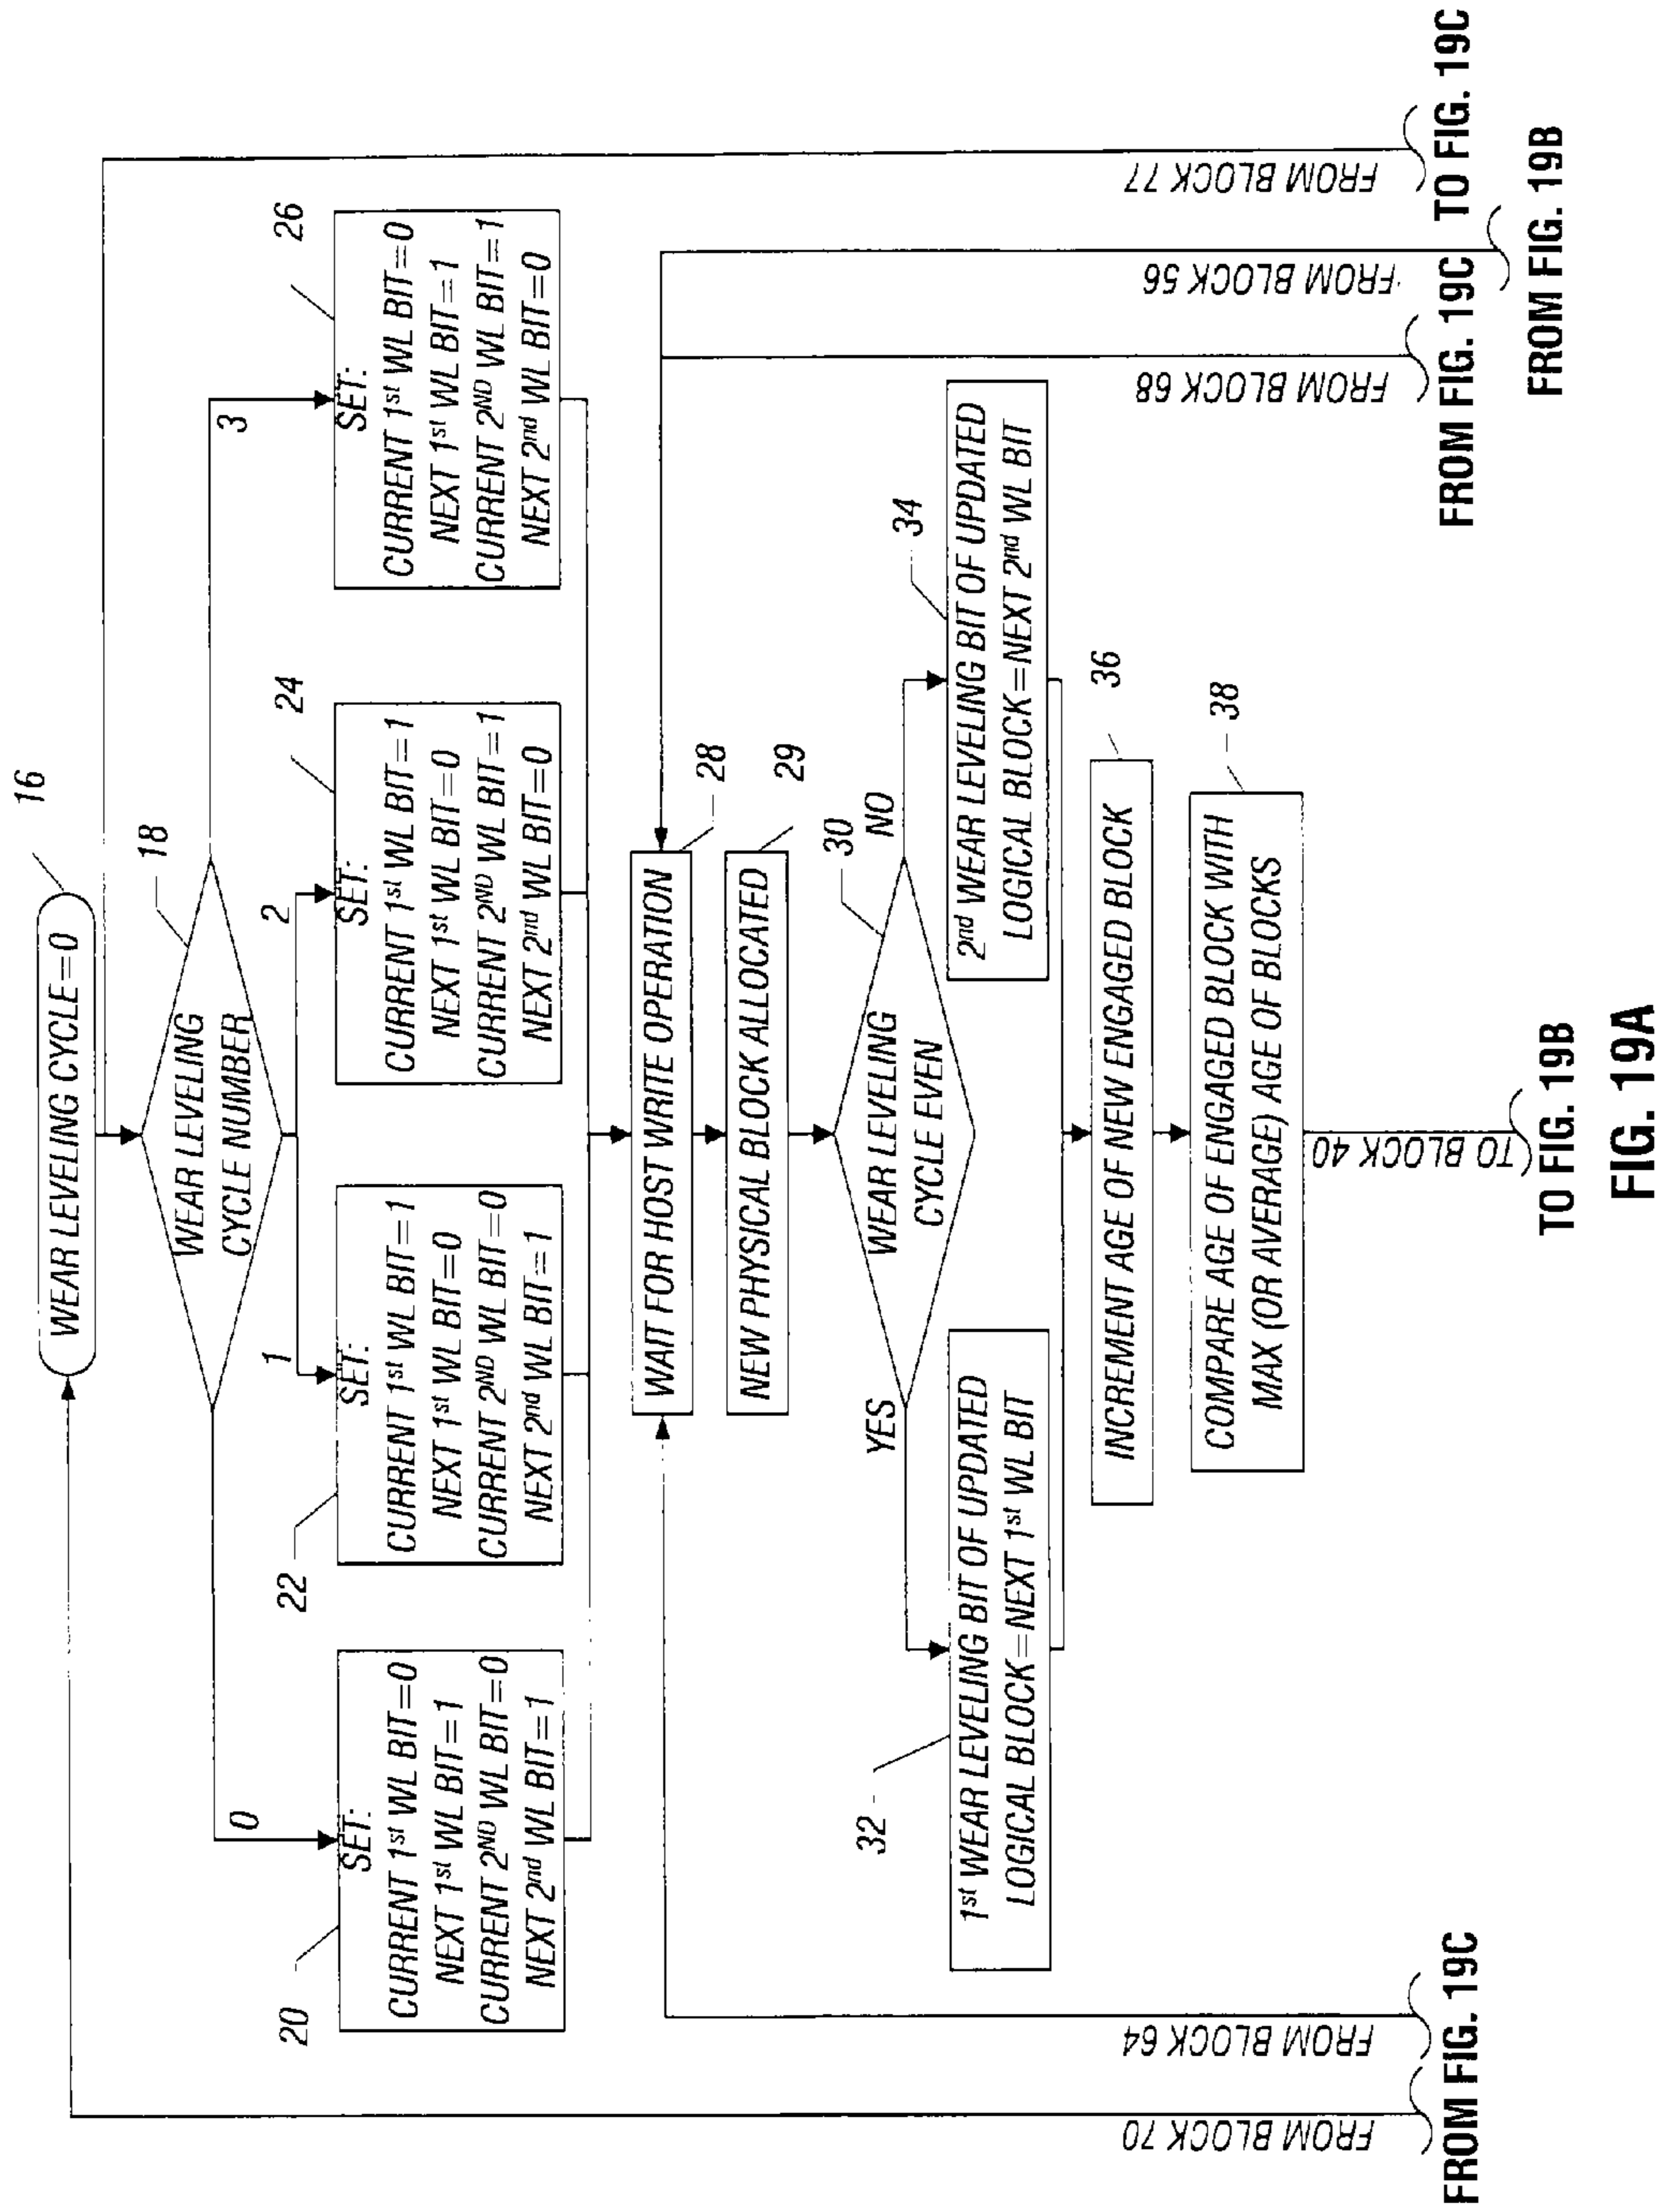 WEAR LEVELING CYCLE=0
16
WEAR LEVELING
CYCLE NUMBER
18
0
1
2
3
20
SET:
CURRENT 1st WL BIT=0
NEXT 1st WL BIT=1
CURRENT 2ND WL BIT=0
NEXT 2nd WL BIT=1
22
SET:
CURRENT 1st WL BIT=1
NEXT 1st WL BIT=0
CURRENT 2ND WL BIT=0
NEXT 2nd WL BIT=1
24
SET:
CURRENT 1st WL BIT=1
NEXT 1st WL BIT=0
CURRENT 2ND WL BIT=1
NEXT 2nd WL BIT=0
26
SET:
CURRENT 1st WL BIT=0
NEXT 1st WL BIT=1
CURRENT 2ND WL BIT=1
NEXT 2nd WL BIT=0
WAIT FOR HOST WRITE OPERATION
28
NEW PHYSICAL BLOCK ALLOCATED
29
WEAR LEVELING
CYCLE EVEN
30
YES
NO
32
1st WEAR LEVELING BIT OF UPDATED
LOGICAL BLOCK=NEXT 1st WL BIT
34
2nd WEAR LEVELING BIT OF UPDATED
LOGICAL BLOCK=NEXT 2nd WL BIT
INCREMENT AGE OF NEW ENGAGED BLOCK
36
COMPARE AGE OF ENGAGED BLOCK WITH
MAX (OR AVERAGE) AGE OF BLOCKS
38
FROM BLOCK 70
FROM BLOCK 64
TO BLOCK 40
FROM BLOCK 68
FROM BLOCK 56
FROM BLOCK 77
FROM FIG. 19C
TO FIG. 19B
FROM FIG. 19C
TO FIG. 19C
FROM FIG. 19B
FIG. 19A